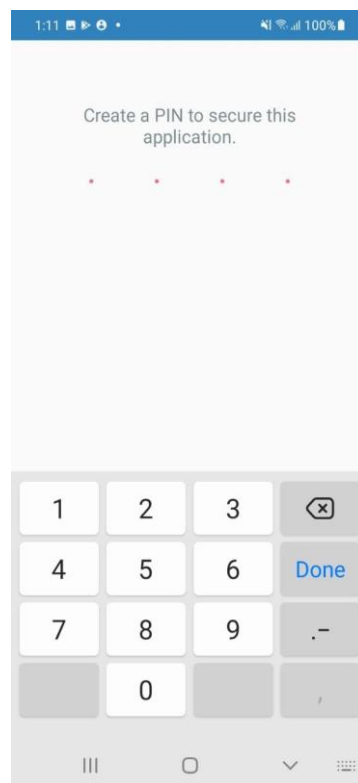 1:11 100%
Create a PIN to secure this
application.
1 2 3
4 5 6 Done
7 8 9 .-
0 ,